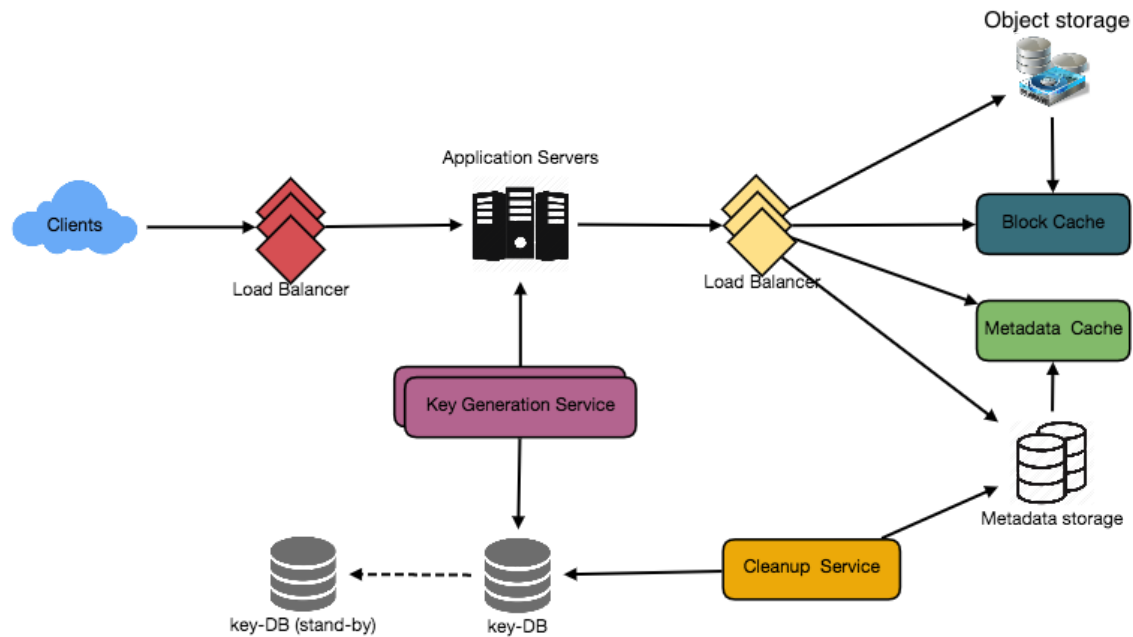 Object storage
Application Servers
Clients
Block Cache
Load Balancer
Load Balancer
Metadata Cache
Key Generation Service
Metadata storage
Cleanup Service
key-DB (stand-by)
key-DB